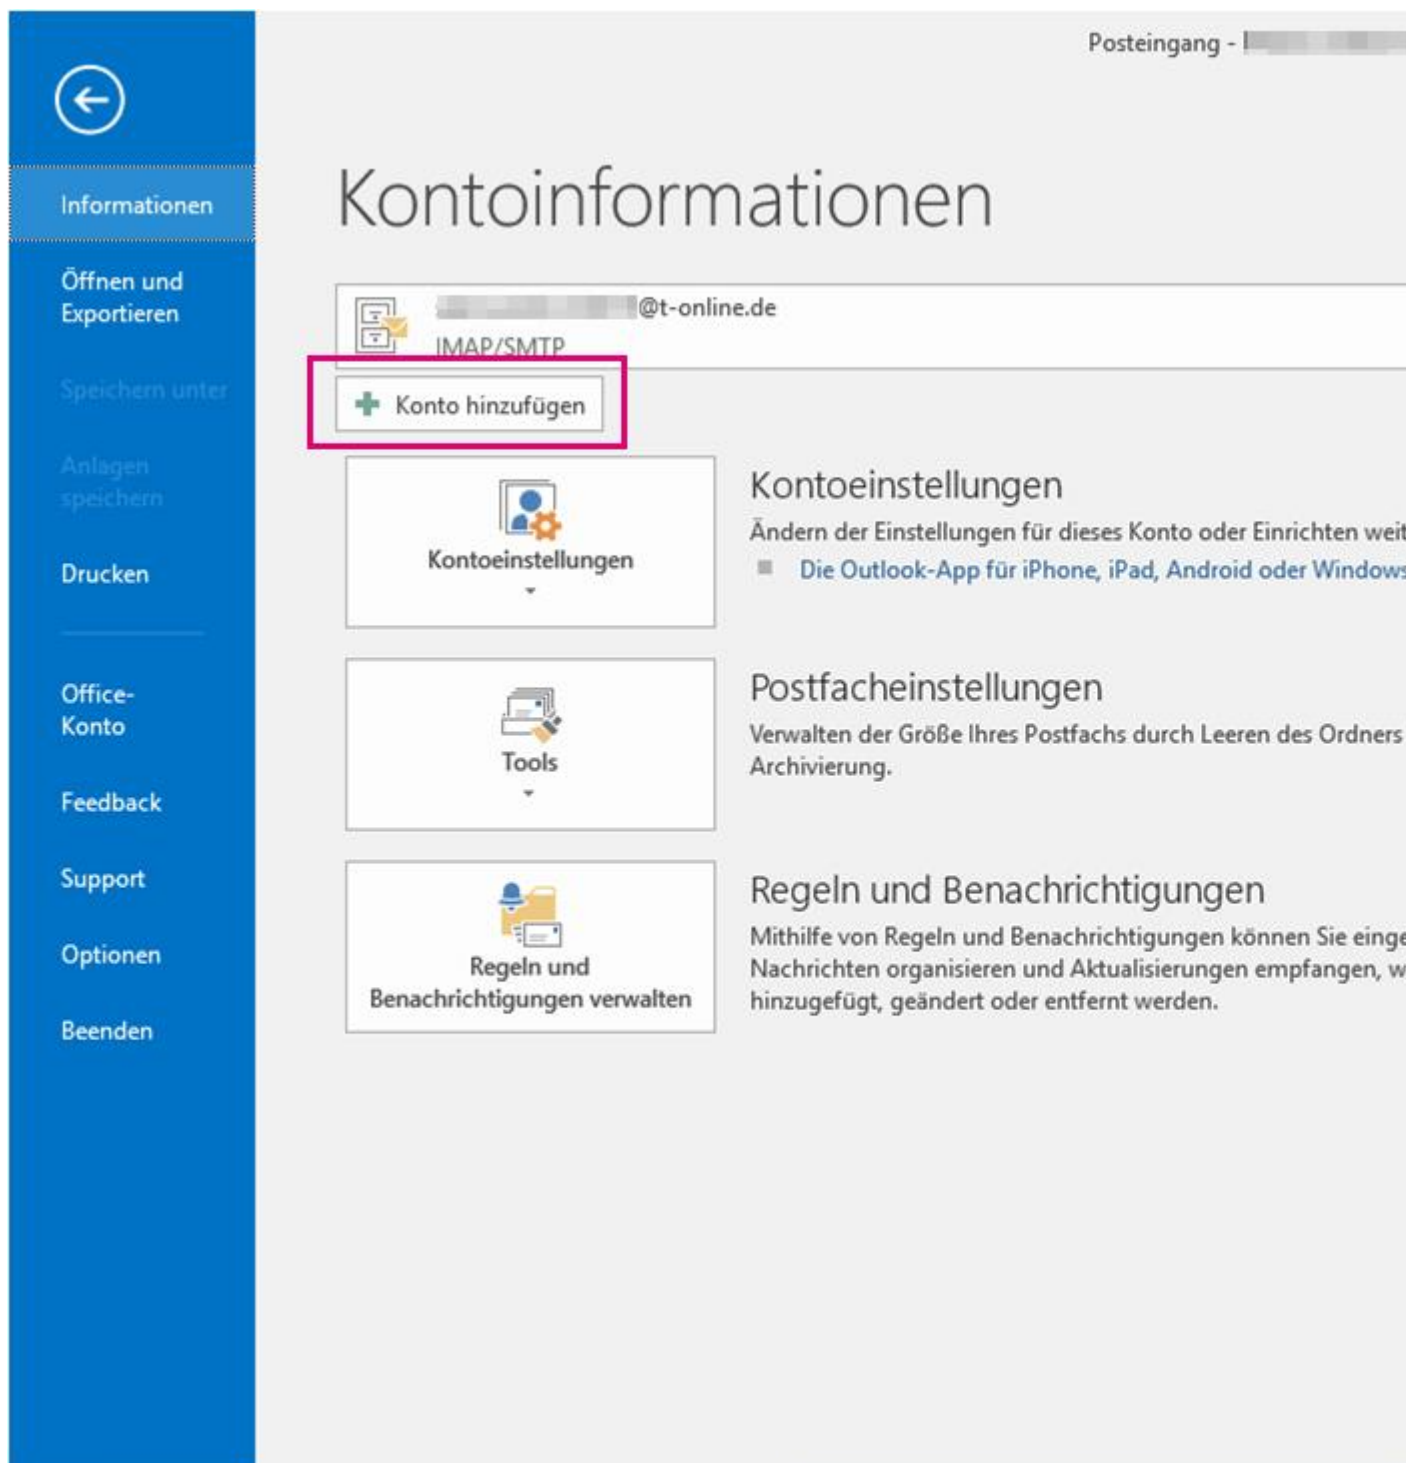 Posteingang -
Informationen
Öffnen und
Exportieren
Speichern unter
Anlagen
speichern
Drucken
Office-
Konto
Feedback
Support
Optionen
Beenden
Kontoinformationen
@t-online.de
IMAP/SMTP
Konto hinzufügen
Kontoeinstellungen
Kontoeinstellungen
Ändern der Einstellungen für dieses Konto oder Einrichten weit
Die Outlook-App für iPhone, iPad, Android oder Windows
Tools
Postfacheinstellungen
Verwalten der Größe Ihres Postfachs durch Leeren des Ordners
Archivierung.
Regeln und
Benachrichtigungen verwalten
Regeln und Benachrichtigungen
Mithilfe von Regeln und Benachrichtigungen können Sie einge
Nachrichten organisieren und Aktualisierungen empfangen, w
hinzugefügt, geändert oder entfernt werden.